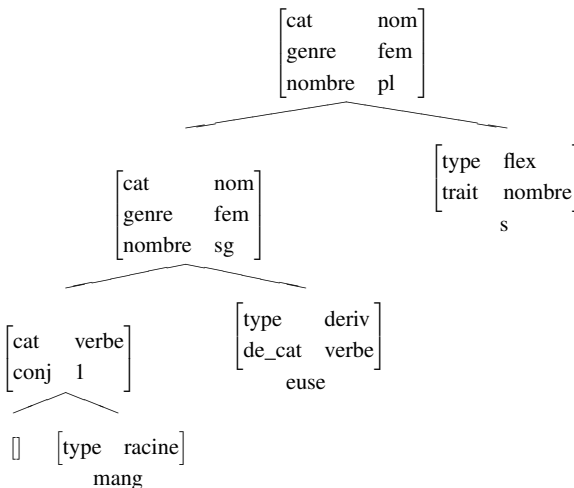 cat nom
genre fem
nombre pl
type flex
trait nombre
s
cat nom
genre fem
nombre sg
type deriv
de_cat verbe
euse
cat verbe
conj 1
[]
type racine
mang